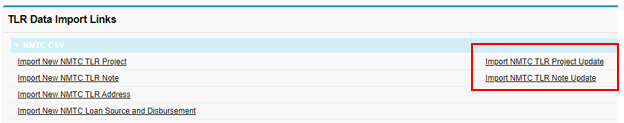 TLR Data Import Links
NMTC CSV
Import New NMTC TLR Project
Import NMTC TLR Project Update
Import New NMTC TLR Note
Import NMTC TLR Note Update
Import New NMTC TLR Address
Import New NMTC Loan Source and Disbursement